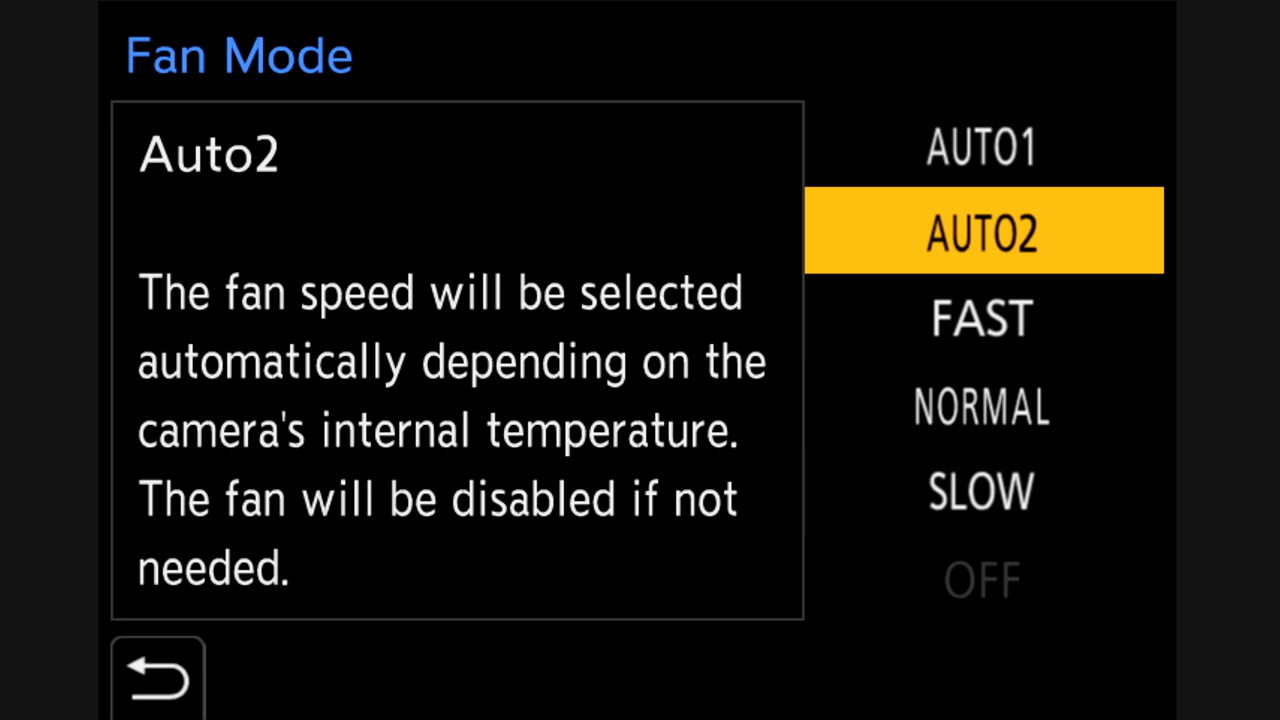 Fan Mode
Auto2
The fan speed will be selected
automatically depending on the
camera's internal temperature.
The fan will be disabled if not
needed.
AUTO1
AUTO2
FAST
NORMAL
SLOW
OFF